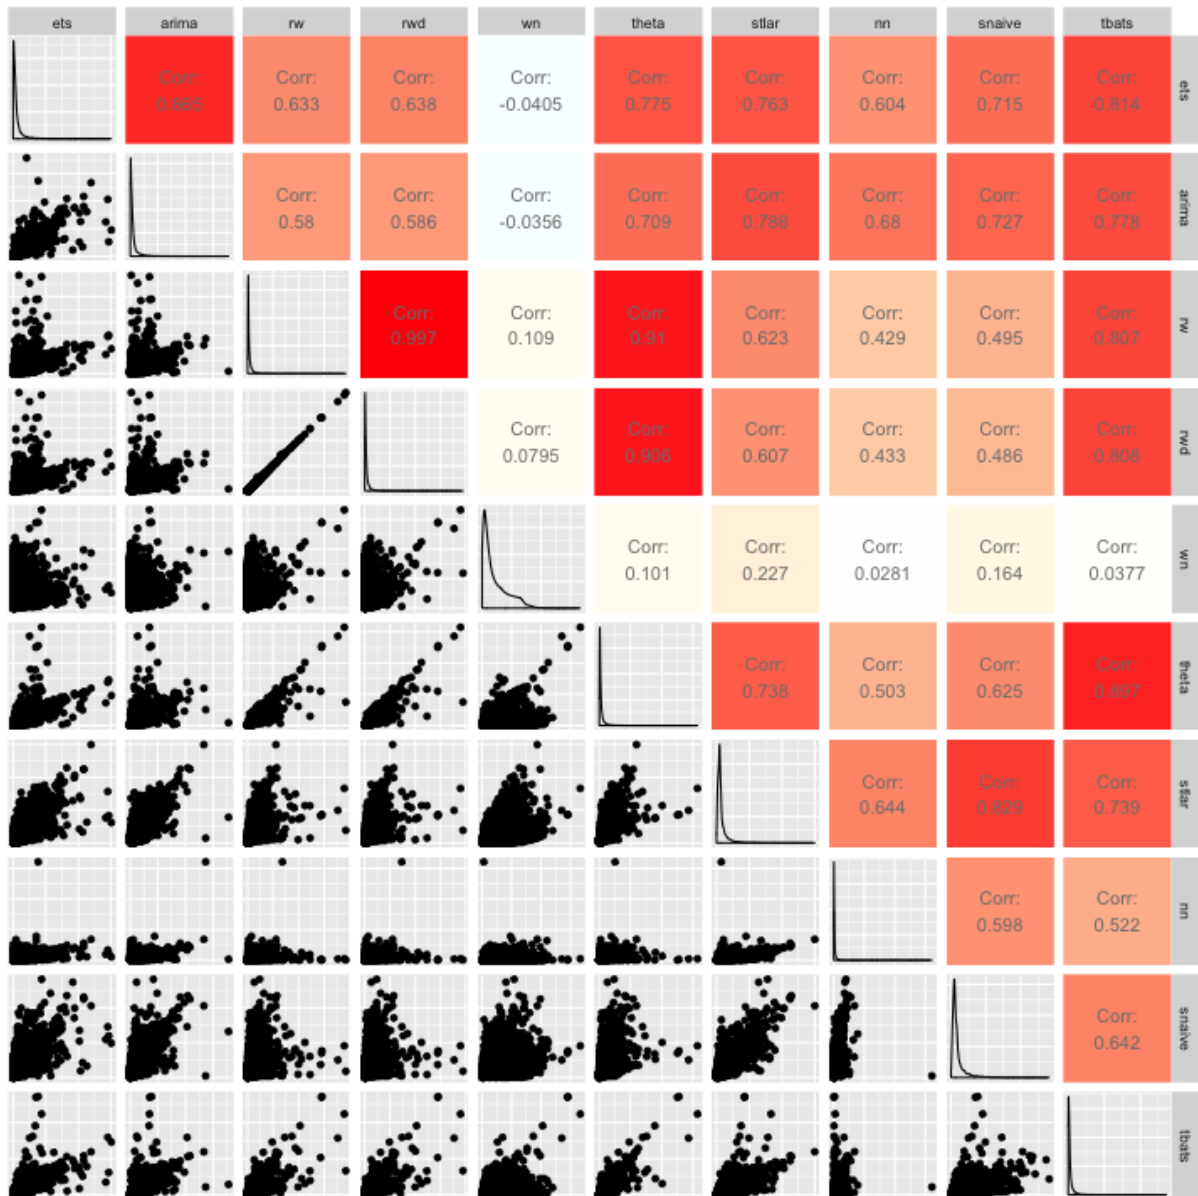 ets arima rw rwd wn theta stlar nn snaive tbats
Corr: Corr: Corr: Corr: Corr: Corr: Corr: Corr: Corr:
0.865 0.633 0.638 -0.0405 0.775 0.763 0.604 0.715 0.814
ets
Corr: Corr: Corr: Corr: Corr: Corr: Corr: Corr:
0.58 0.586 -0.0356 0.709 0.786 0.68 0.727 0.778
arima
Corr: Corr: Corr: Corr: Corr: Corr: Corr:
0.997 0.109 0.91 0.623 0.429 0.495 0.807
rw
Corr: Corr: Corr: Corr: Corr: Corr:
0.0795 0.906 0.607 0.433 0.486 0.808
rwd
Corr: Corr: Corr: Corr: Corr:
0.101 0.227 0.0281 0.164 0.0377
wn
Corr: Corr: Corr: Corr:
0.738 0.503 0.625 0.897
theta
Corr: Corr: Corr:
0.644 0.829 0.739
stlar
Corr: Corr:
0.598 0.522
nn
Corr:
0.642
snaive
tbats